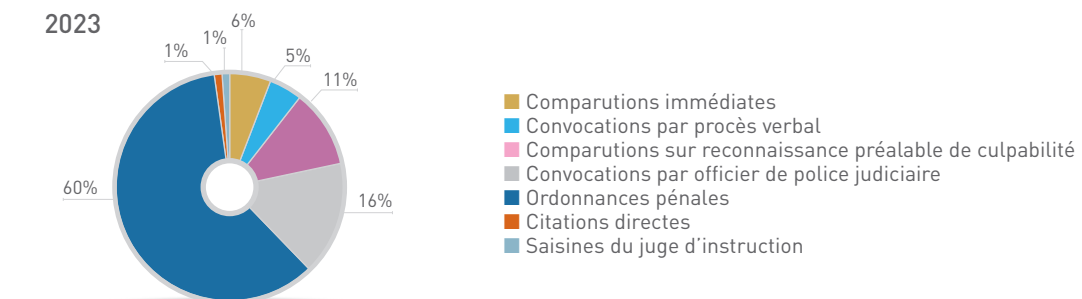 2023
6%
1%
1%
5%
11%
60%
16%
Comparutions immédiates
Convocations par procès verbal
Comparutions sur reconnaissance préalable de culpabilité
Convocations par officier de police judiciaire
Ordonnances pénales
Citations directes
Saisines du juge d’instruction